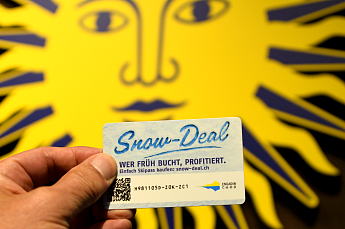 Snow-Deal
WER FRÜH BUCHT, PROFITIERT.
Einfach Skipass kaufen: snow-deal.ch
ENGADIN